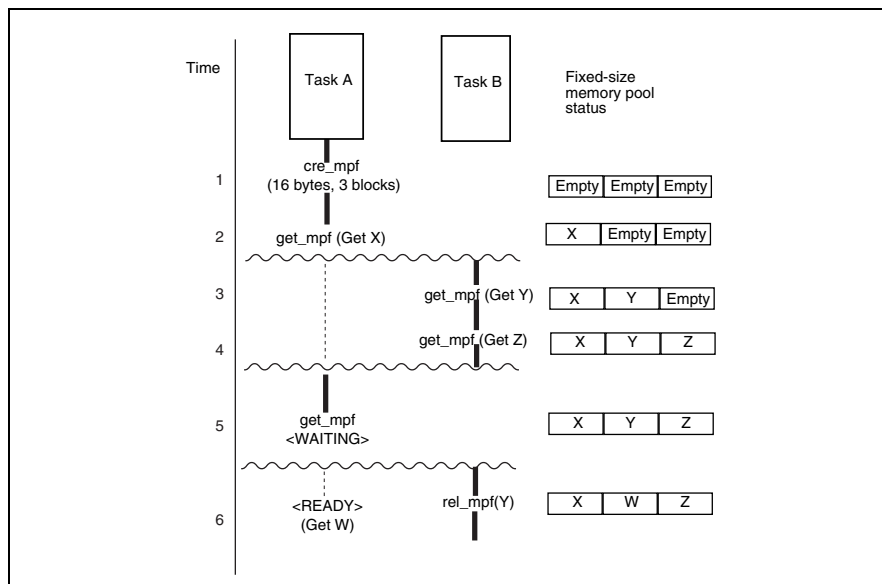 Time
Task A
Task B
Fixed-size
memory pool
status
1
cre_mpf
(16 bytes, 3 blocks)
Empty Empty Empty
2
get_mpf (Get X)
X Empty Empty
3
get_mpf (Get Y)
X Y Empty
4
get_mpf (Get Z)
X Y Z
5
get_mpf
<WAITING>
X Y Z
6
<READY>
(Get W)
rel_mpf(Y)
X W Z